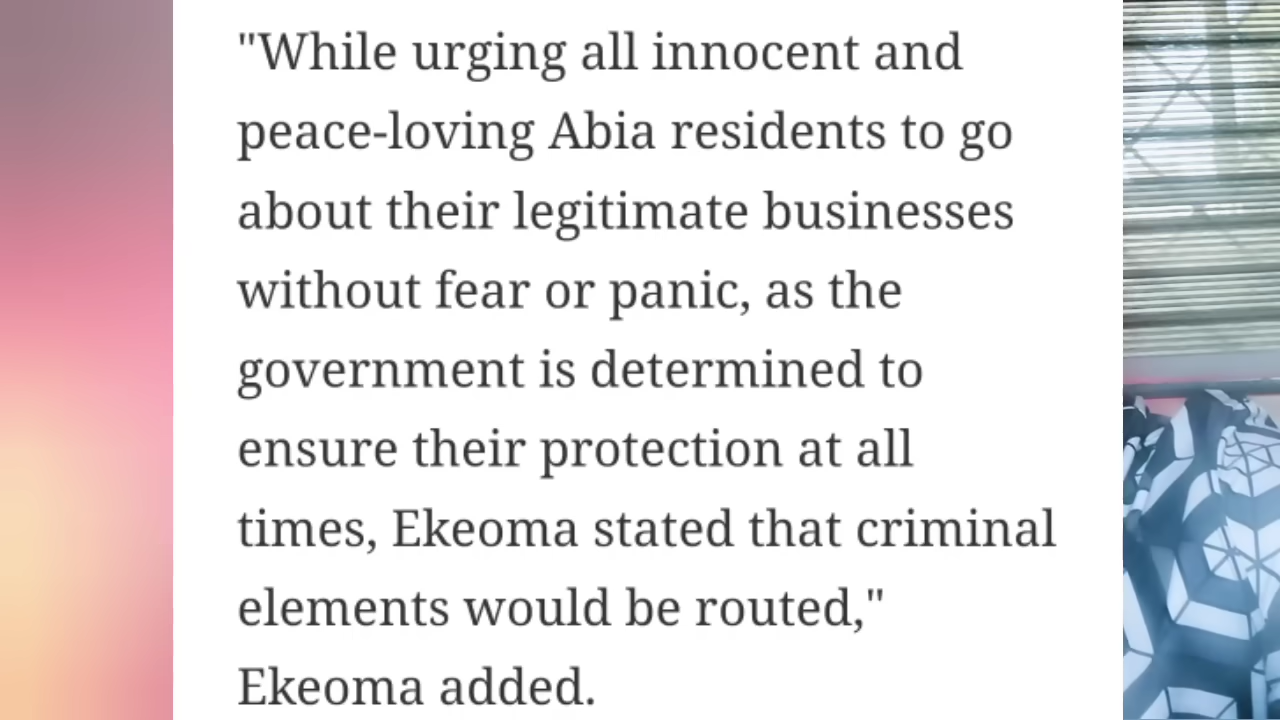 "While urging all innocent and
peace-loving Abia residents to go
about their legitimate businesses
without fear or panic, as the
government is determined to
ensure their protection at all
times, Ekeoma stated that criminal
elements would be routed,"
Ekeoma added.